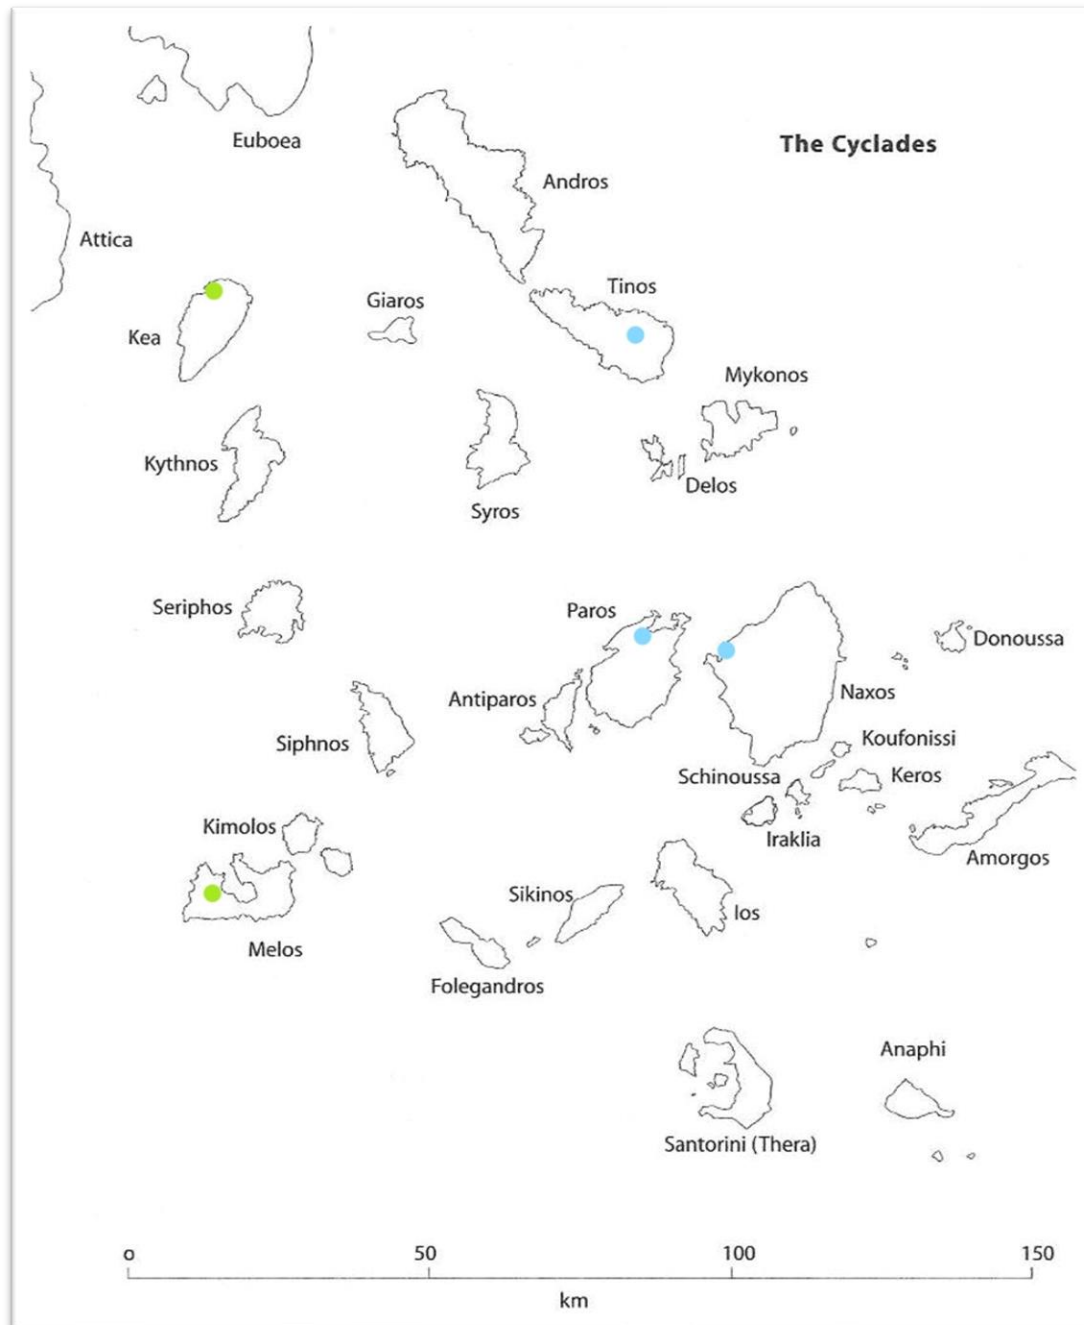 Euboea
The Cyclades
Andros
Attica
Tinos
Giaros
Kea
Mykonos
Kythnos
Delos
Syros
Seriphos
Paros
Donoussa
Antiparos
Naxos
Siphnos
Koufonissi
Schinoussa
Keros
Kimolos
Iraklia
Amorgos
Sikinos
Ios
Melos
Folegandros
Anaphi
Santorini (Thera)
o 50 100 150
km